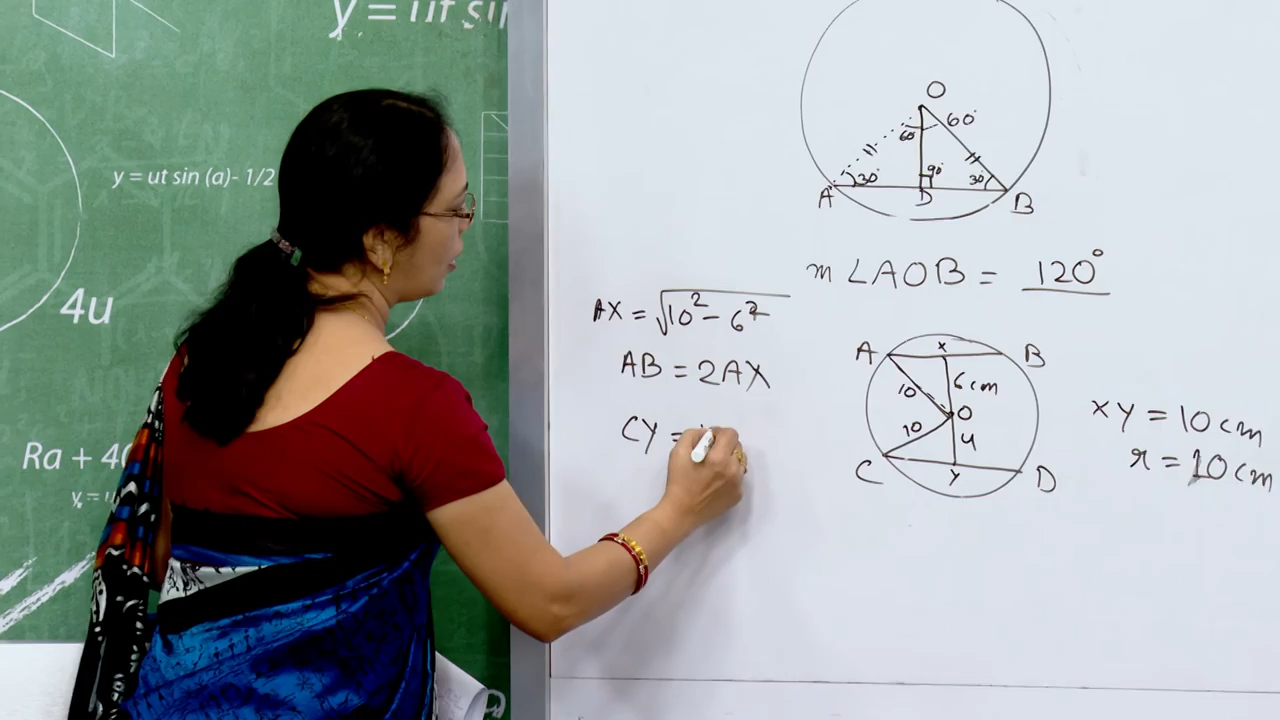 y = ut si
y = ut sin (a)- 1/2
4u
Ra + 4
y =
O
60° 60°
30° 90° 30°
A D B
m∠AOB = 120°
AX = √10² - 6²
AB = 2AX
CY =
A X B
10 6 cm
O
10 4
C Y D
XY = 10 cm
r = 10 cm